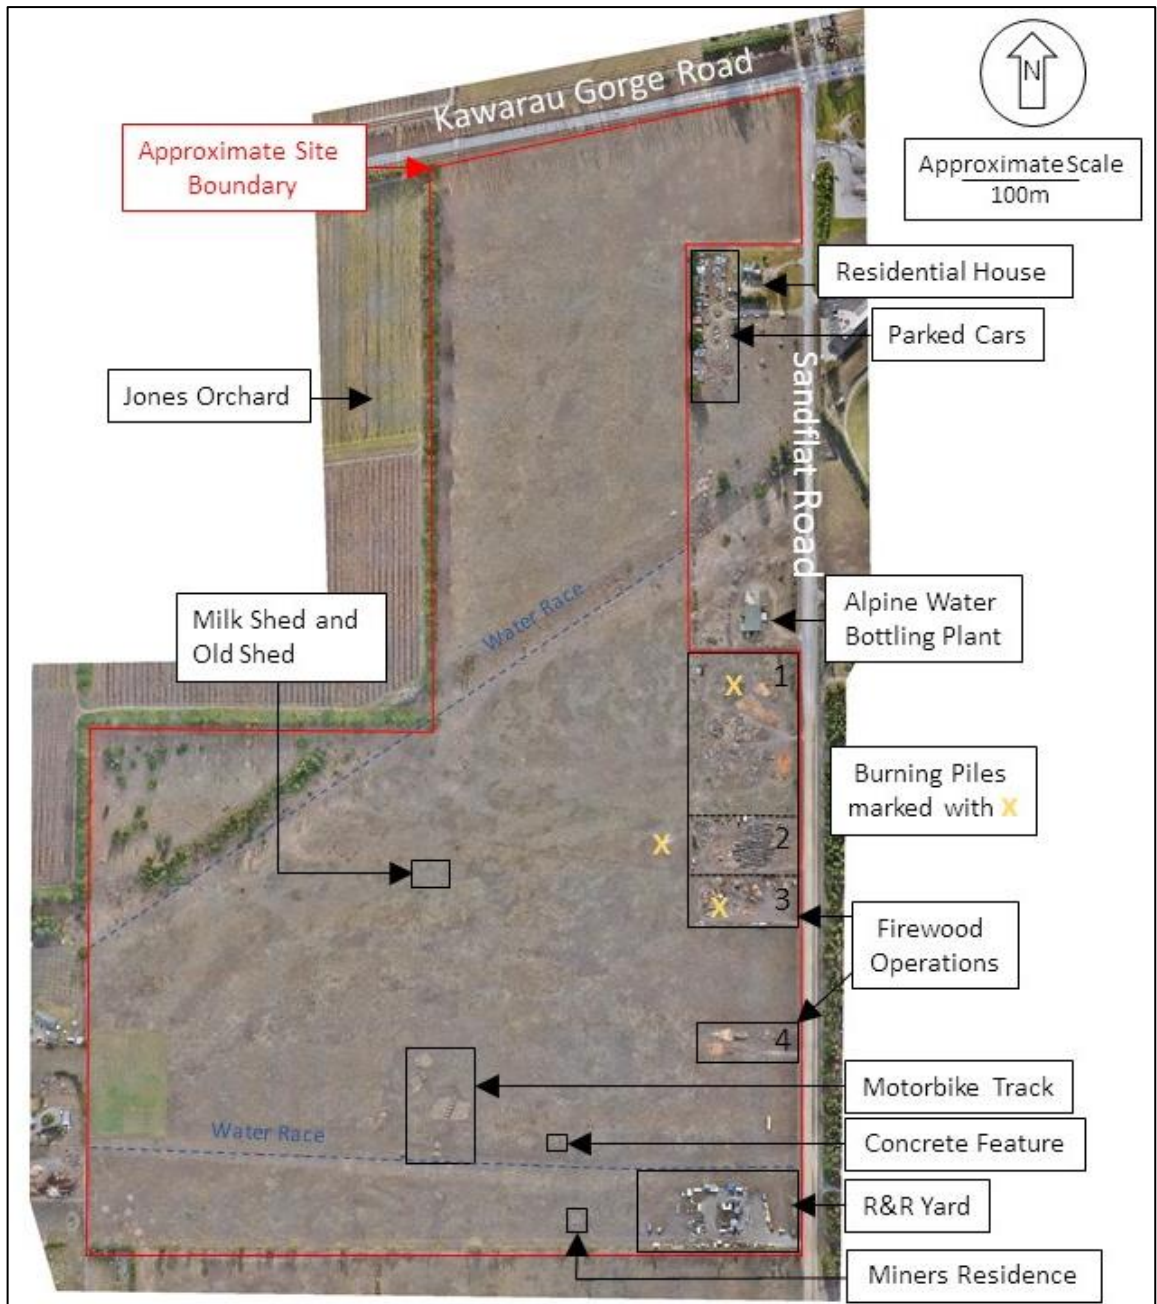 Kawarau Gorge Road
N
Approximate Scale
100m
Approximate Site
Boundary
Residential House
Parked Cars
Jones Orchard
Sandflat Road
Water Race
Milk Shed and
Old Shed
Alpine Water
Bottling Plant
1
X
Burning Piles
marked with X
2
X
3
X
Firewood
Operations
4
Motorbike Track
Water Race
Concrete Feature
R&R Yard
Miners Residence